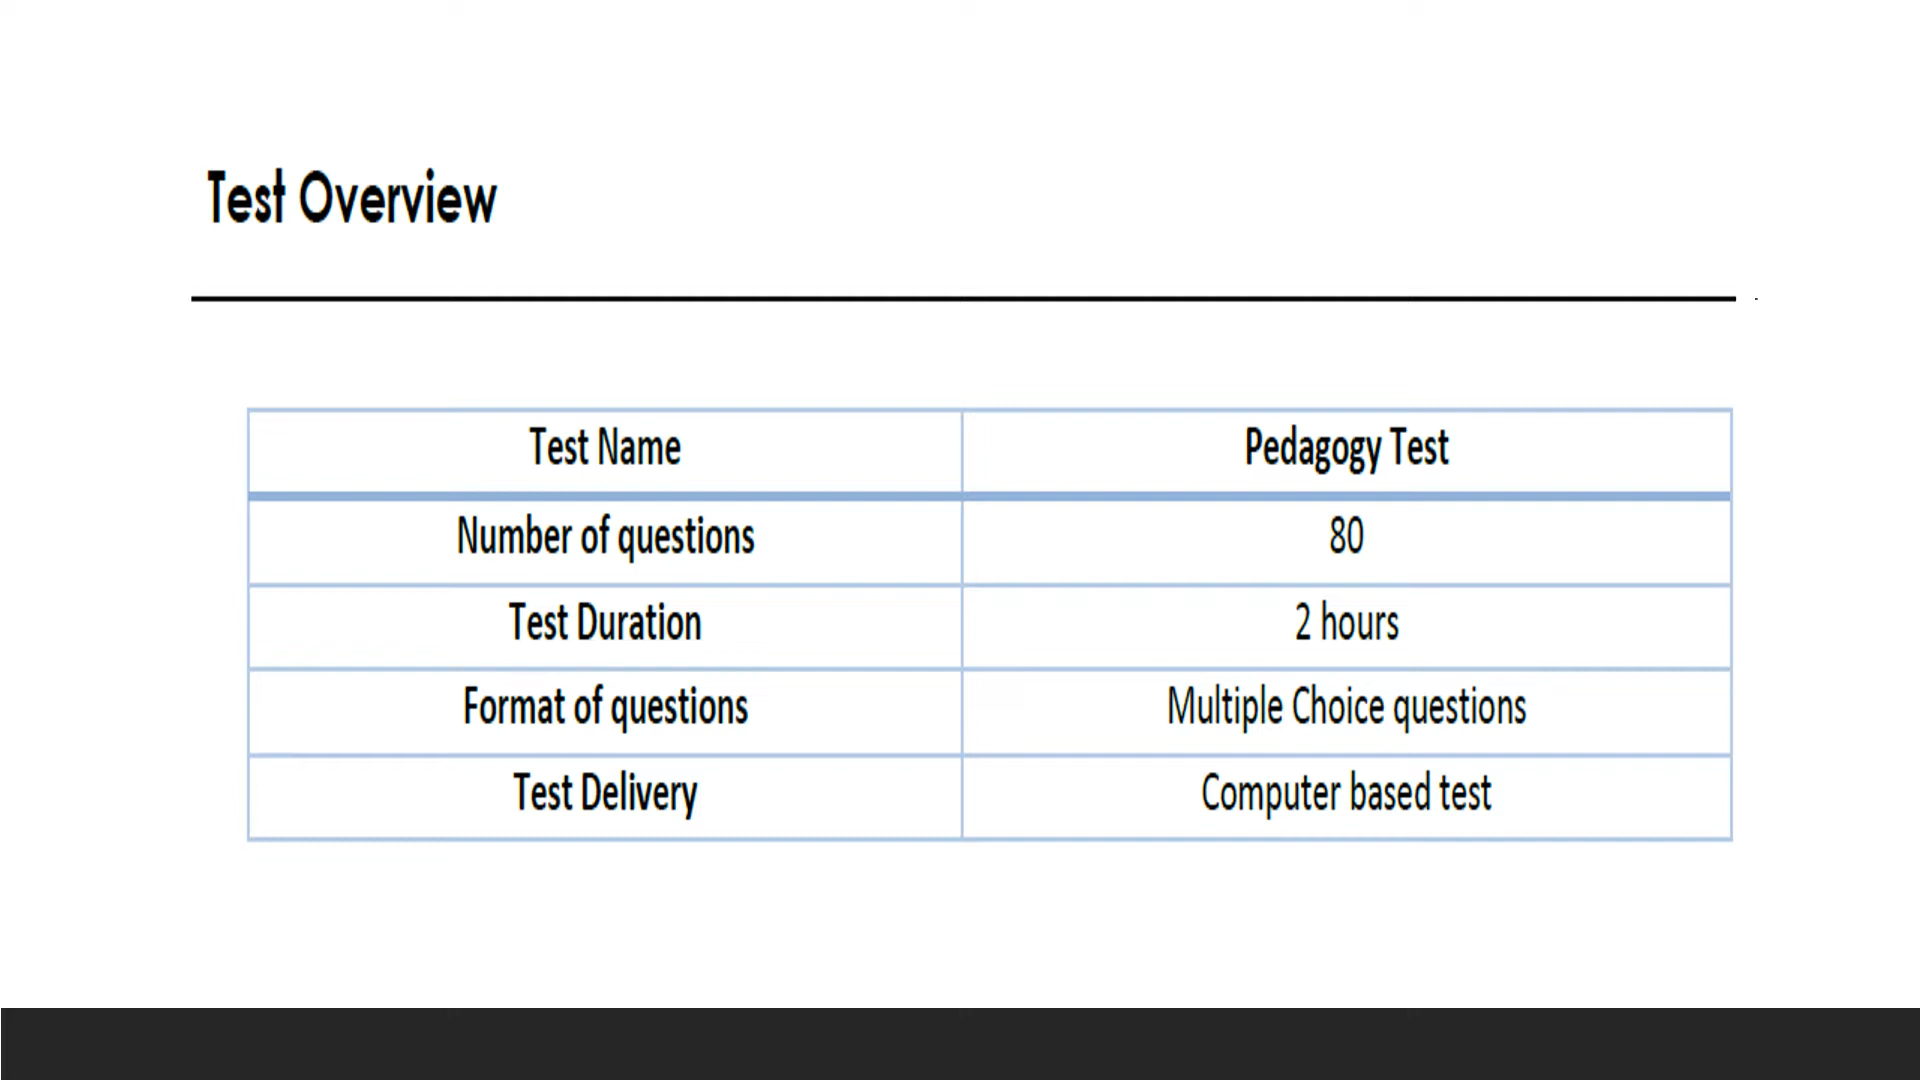 Test Overview
Test Name Pedagogy Test
Number of questions 80
Test Duration 2 hours
Format of questions Multiple Choice questions
Test Delivery Computer based test